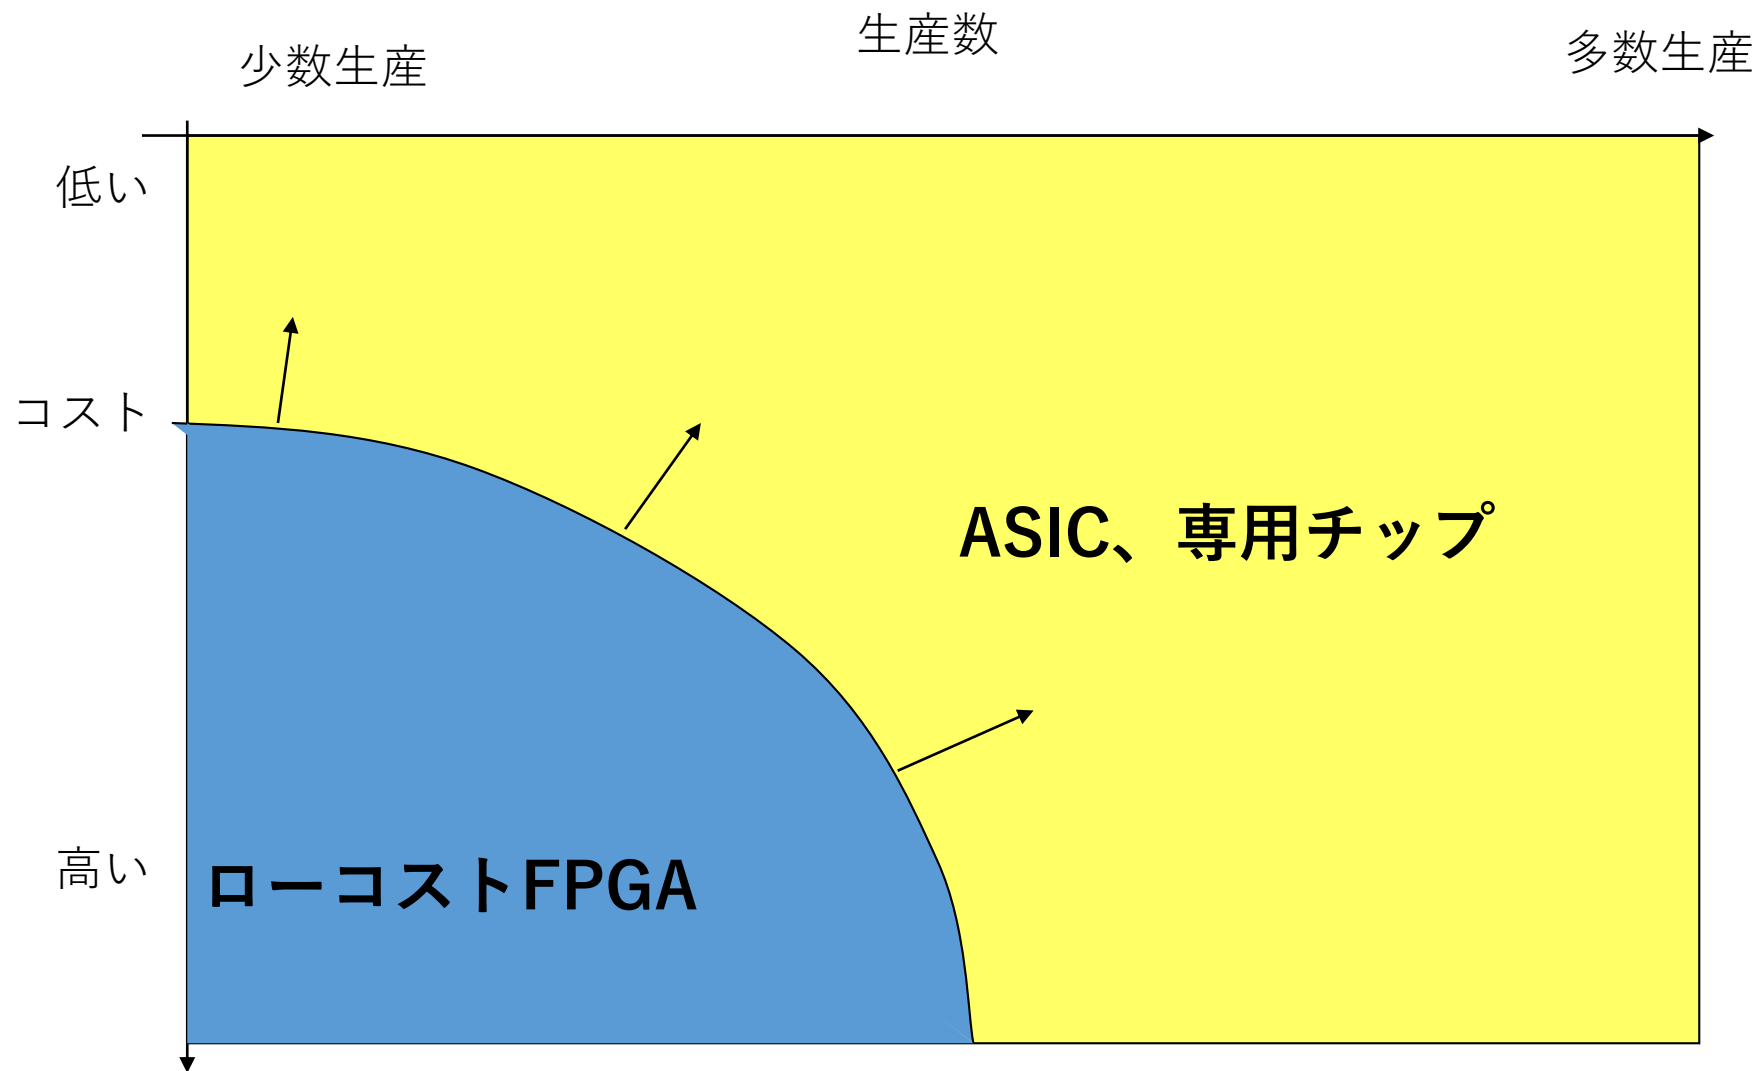 生産数
少数生産
多数生産
低い
コスト
ASIC、専用チップ
高い
ローコストFPGA